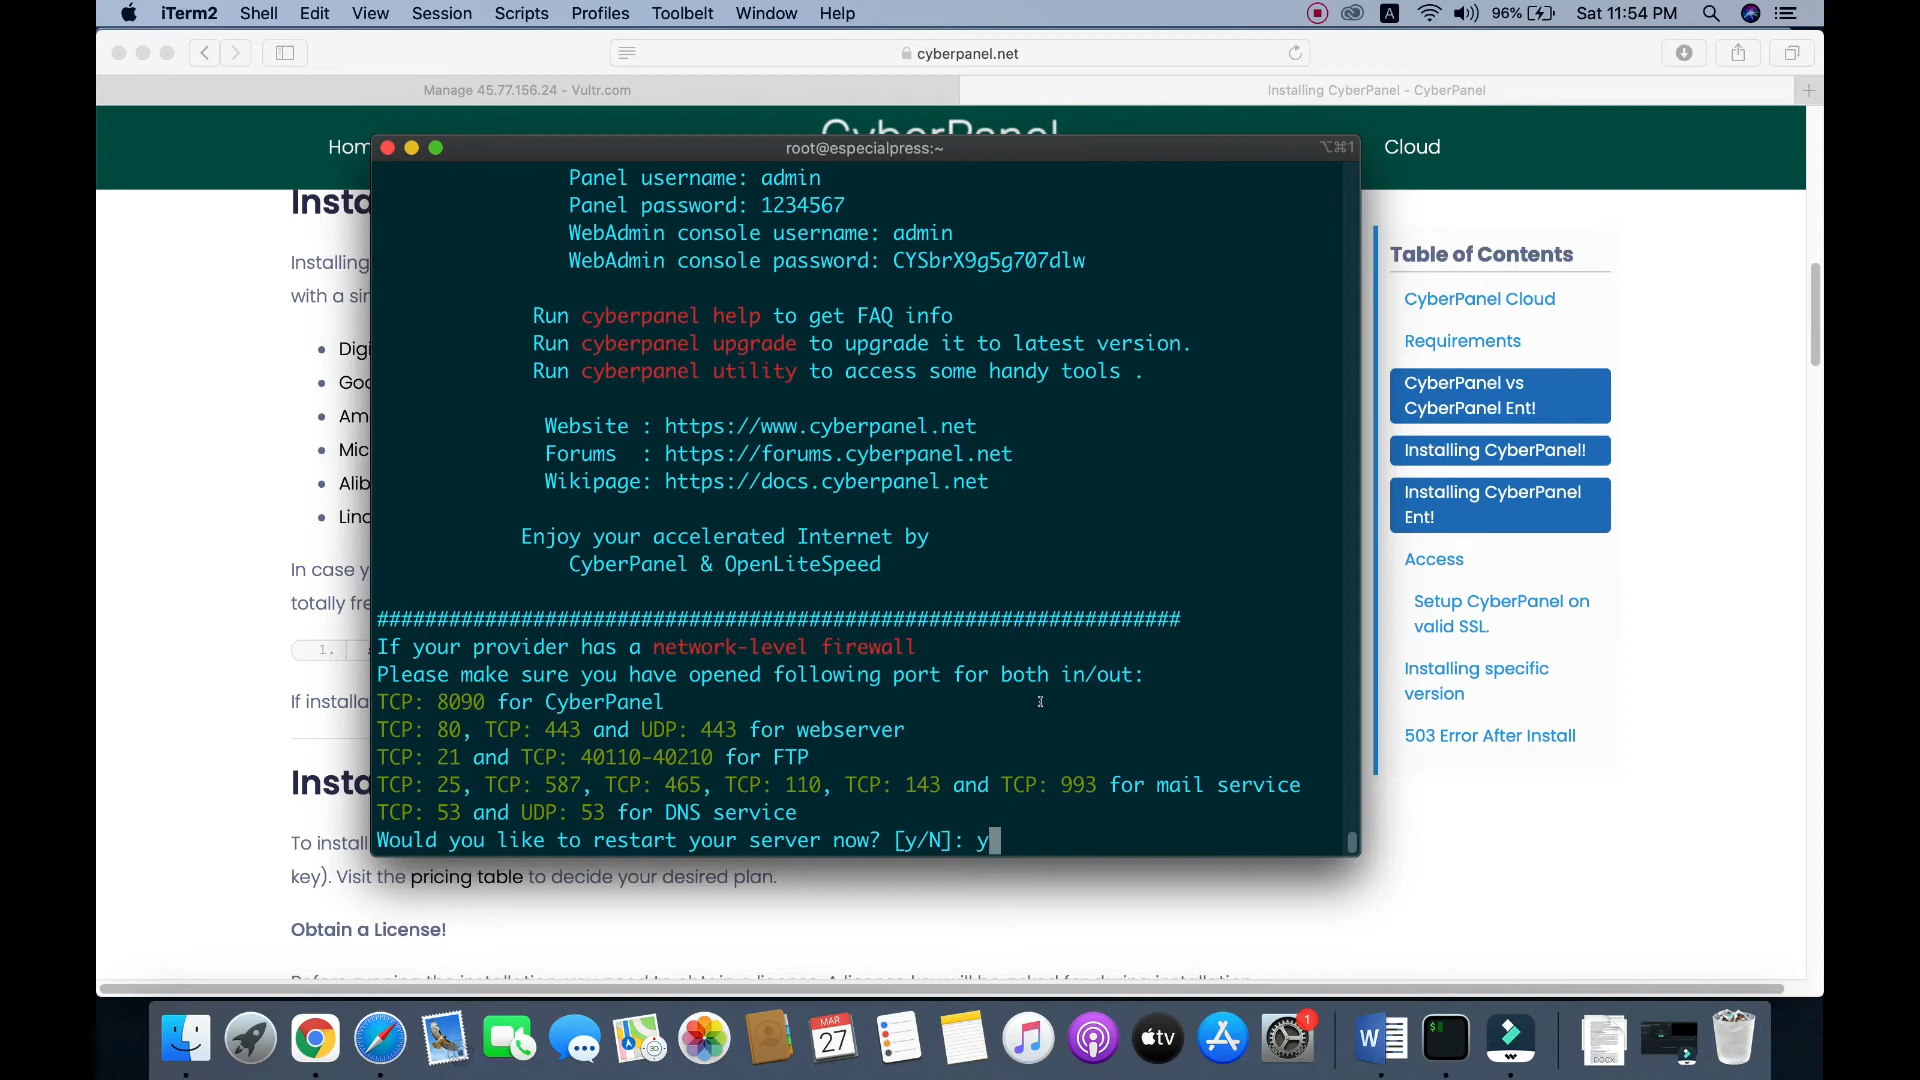 iTerm2 Shell Edit View Session Scripts Profiles Toolbelt Window Help
A 96% Sat 11:54 PM
cyberpanel.net
Manage 45.77.156.24 - Vultr.com
Installing CyberPanel - CyberPanel
Cloud
root@especialpress:~
⌥⌘1
Panel username: admin
Panel password: 1234567
WebAdmin console username: admin
WebAdmin console password: CYSbrX9g5g707dlw
Run cyberpanel help to get FAQ info
Run cyberpanel upgrade to upgrade it to latest version.
Run cyberpanel utility to access some handy tools .
Website : https://www.cyberpanel.net
Forums : https://forums.cyberpanel.net
Wikipage: https://docs.cyberpanel.net
Enjoy your accelerated Internet by
CyberPanel & OpenLiteSpeed
###################################################################
If your provider has a network-level firewall
Please make sure you have opened following port for both in/out:
TCP: 8090 for CyberPanel
TCP: 80, TCP: 443 and UDP: 443 for webserver
TCP: 21 and TCP: 40110-40210 for FTP
TCP: 25, TCP: 587, TCP: 465, TCP: 110, TCP: 143 and TCP: 993 for mail service
TCP: 53 and UDP: 53 for DNS service
Would you like to restart your server now? [y/N]: y
Installing
with a
In case
1.
To install
key). Visit the pricing table to decide your desired plan.
Obtain a License!
Table of Contents
CyberPanel Cloud
Requirements
CyberPanel vs
CyberPanel Ent!
Installing CyberPanel!
Installing CyberPanel
Ent!
Access
Setup CyberPanel on
valid SSL.
Installing specific
version
503 Error After Install
MAR
27
tv
1
W
DOCX